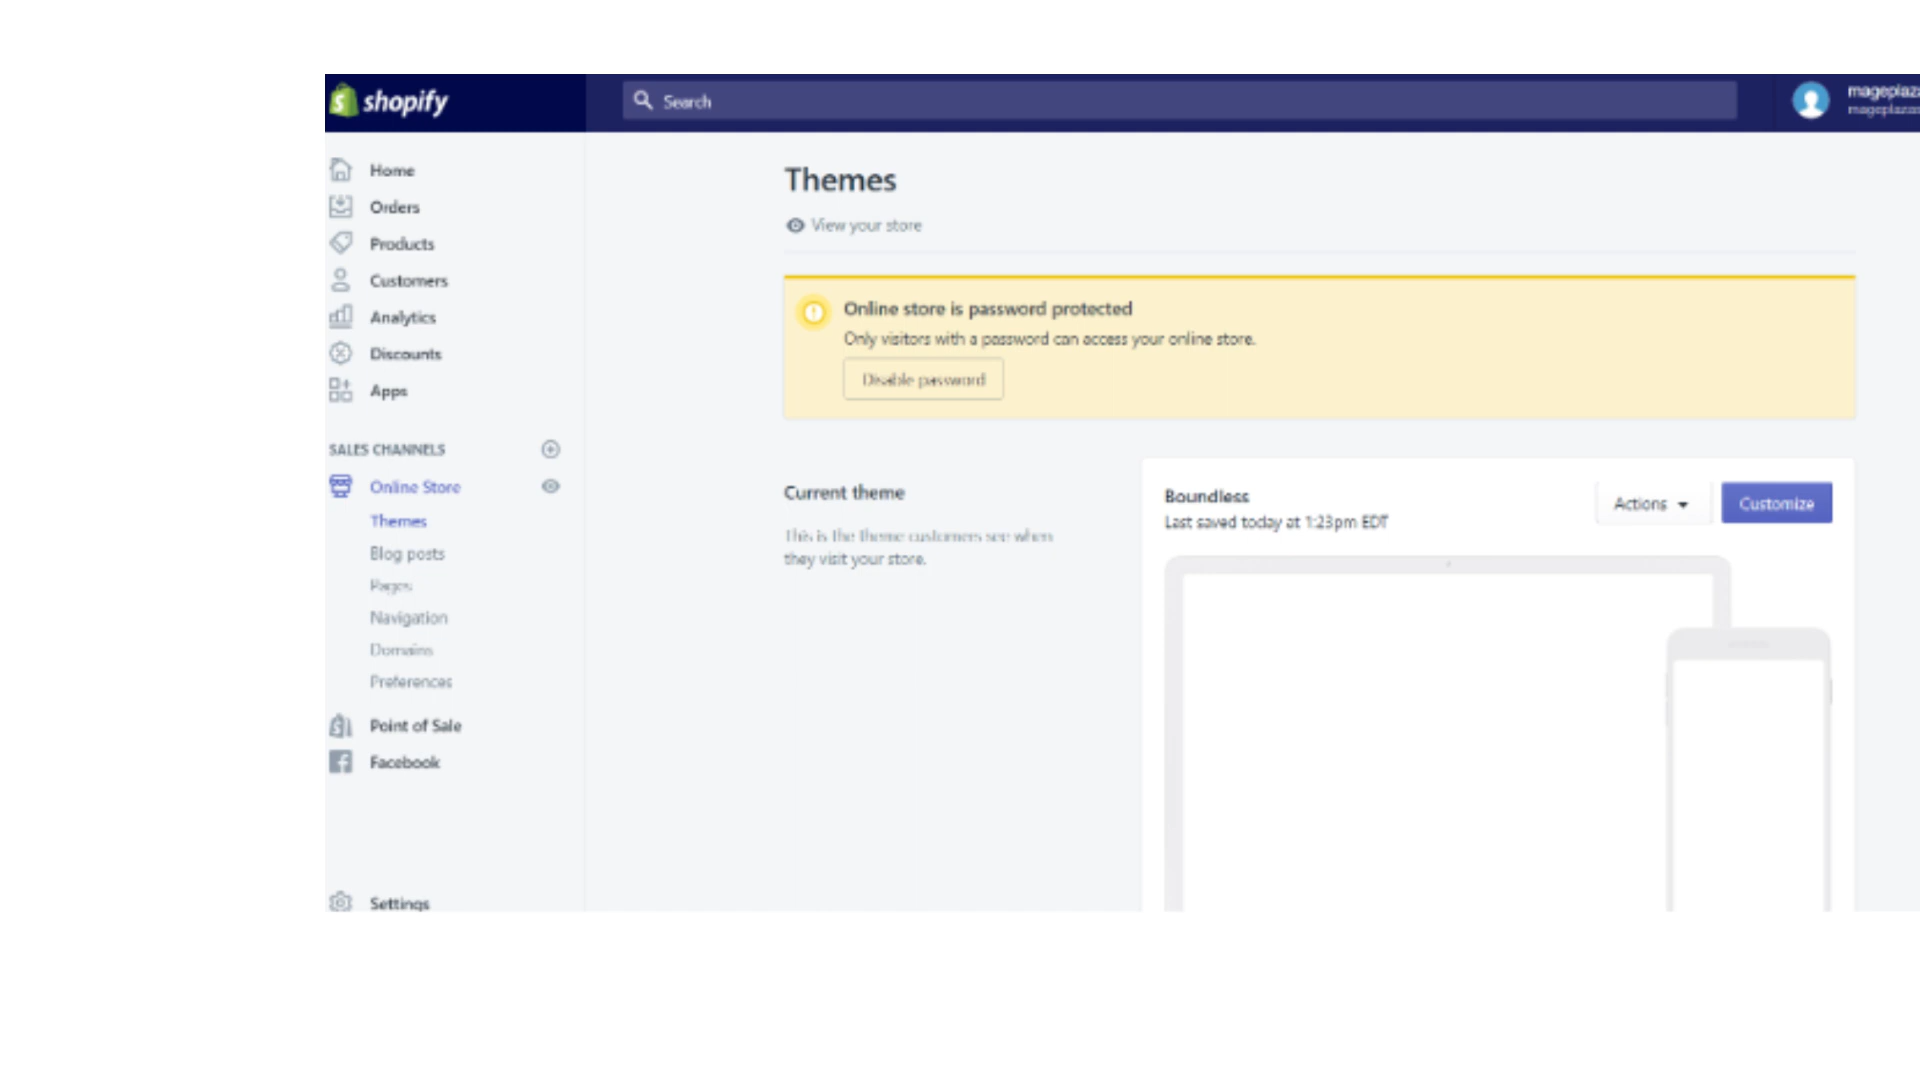 shopify
Search
Home
Orders
Products
Customers
Analytics
Discounts
Apps
SALES CHANNELS
Online Store
Themes
Blog posts
Pages
Navigation
Domains
Preferences
Point of Sale
Facebook
Settings
Themes
View your store
Online store is password protected
Only visitors with a password can access your online store.
Disable password
Current theme
This is the theme customers see when
they visit your store.
Boundless
Last saved today at 1:23pm EDT
Actions
Customize